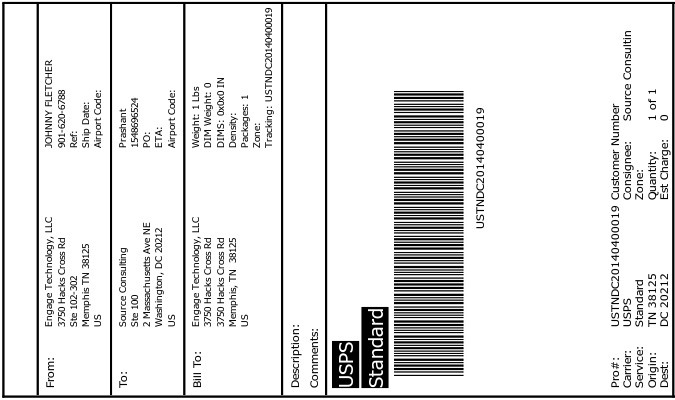 From:
Engage Technology, LLC
3750 Hacks Cross Rd
Ste 102-302
Memphis TN 38125
US
JOHNNY FLETCHER
901-620-6788
Ref:
Ship Date:
Airport Code:
To:
Source Consulting
Ste 100
2 Massachusetts Ave NE
Washington, DC 20212
US
Prashant
1548696524
PO:
ETA:
Airport Code:
Bill To:
Engage Technology, LLC
3750 Hacks Cross Rd
3750 Hacks Cross Rd
Memphis, TN 38125
US
Weight: 1 Lbs
DIM Weight: 0
DIMS: 0x0x0 IN
Density:
Packages: 1
Zone:
Tracking: USTNDC20140400019
Description:
Comments:
USPS
Standard
USTNDC20140400019
Pro#: USTNDC20140400019 Customer Number
Carrier: USPS Consignee: Source Consultin
Service: Standard Zone:
Origin: TN 38125 Quantity: 1 of 1
Dest: DC 20212 Est Charge: 0